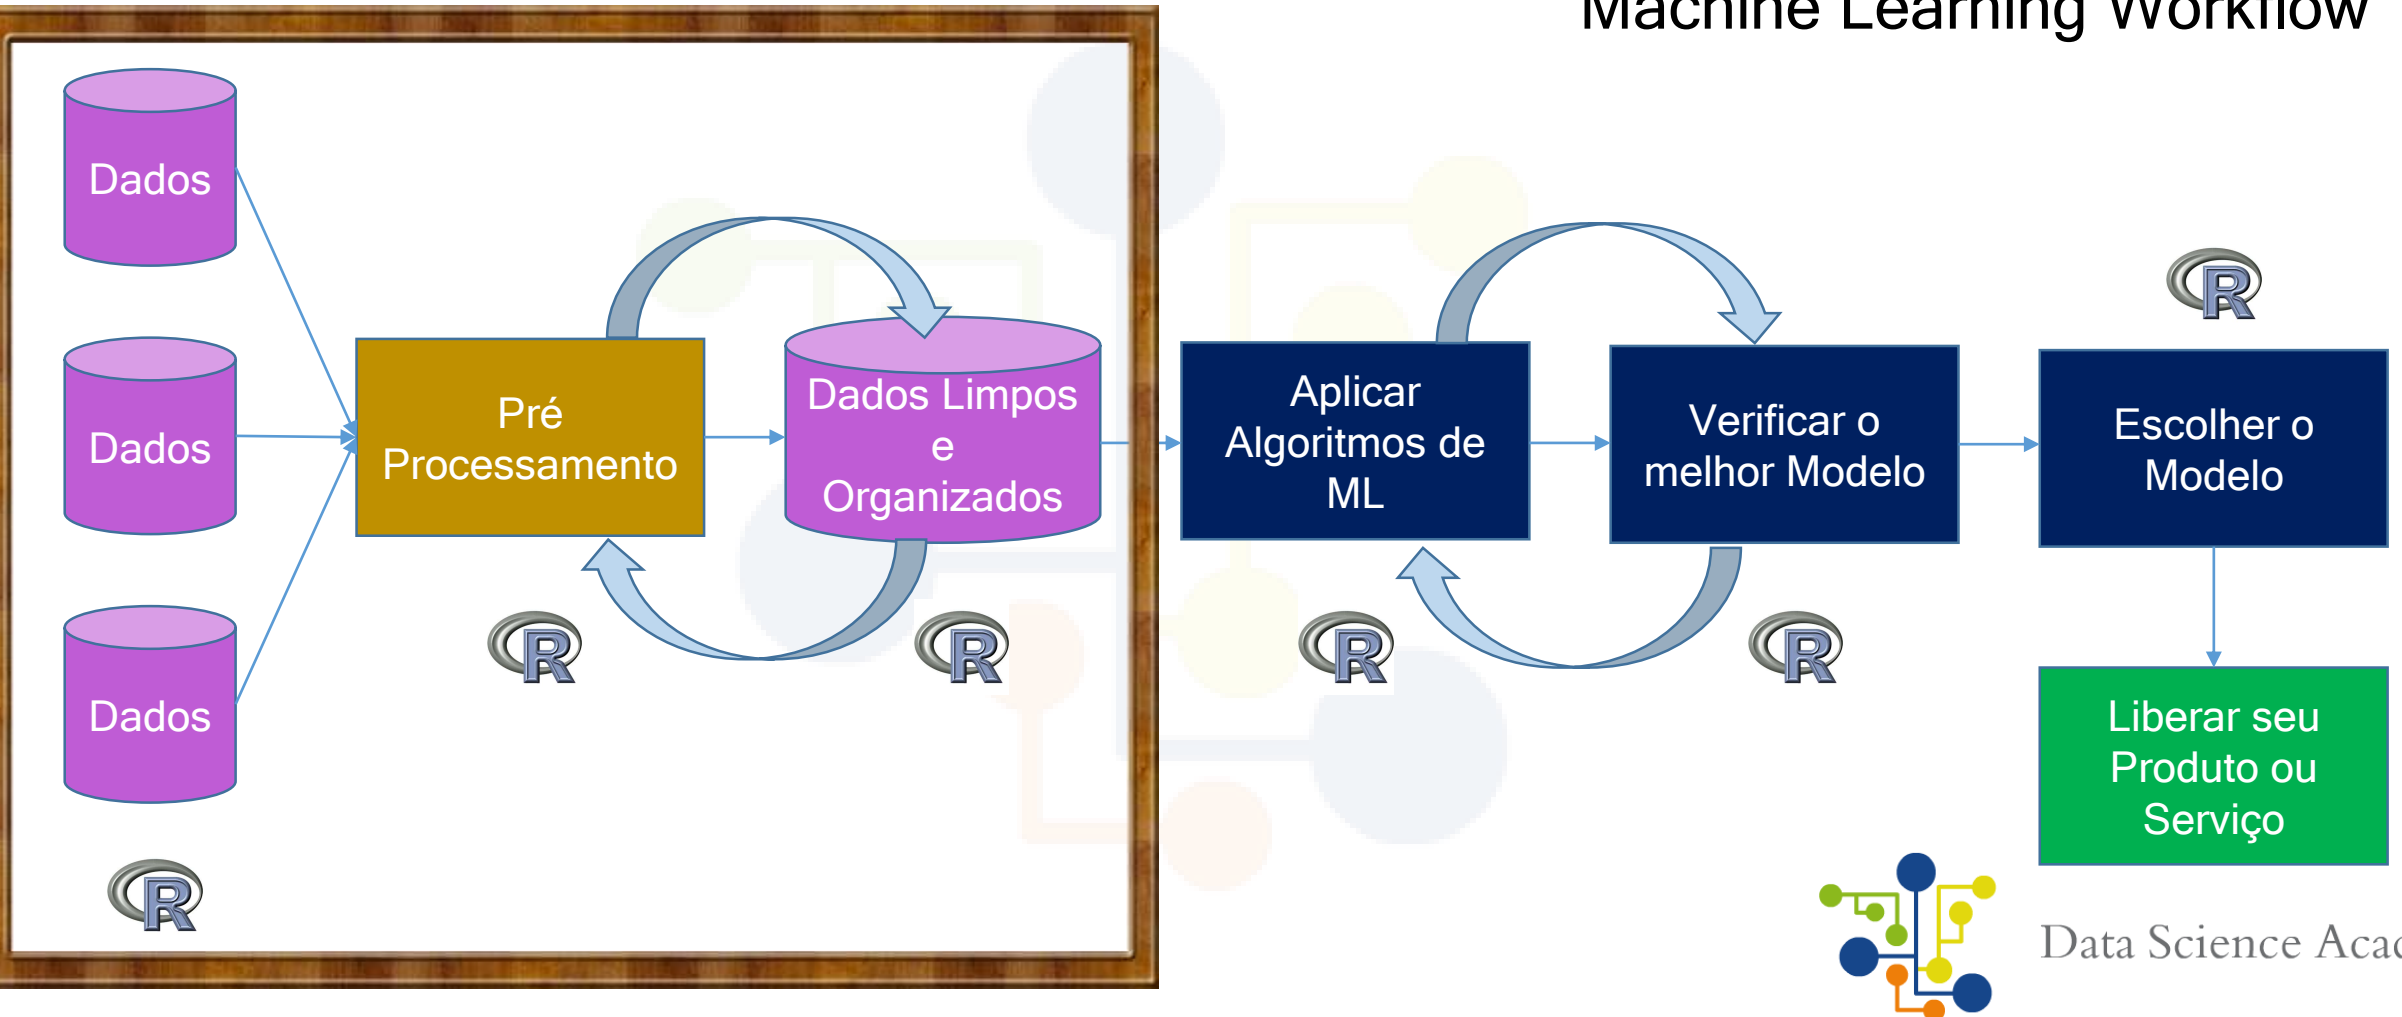 Machine Learning Workflow
Dados
Dados
Dados
Pré
Processamento
Dados Limpos
e
Organizados
Aplicar
Algoritmos de
ML
Verificar o
melhor Modelo
Escolher o
Modelo
Liberar seu
Produto ou
Serviço
R
R
R
R
R
R
Data Science Acad